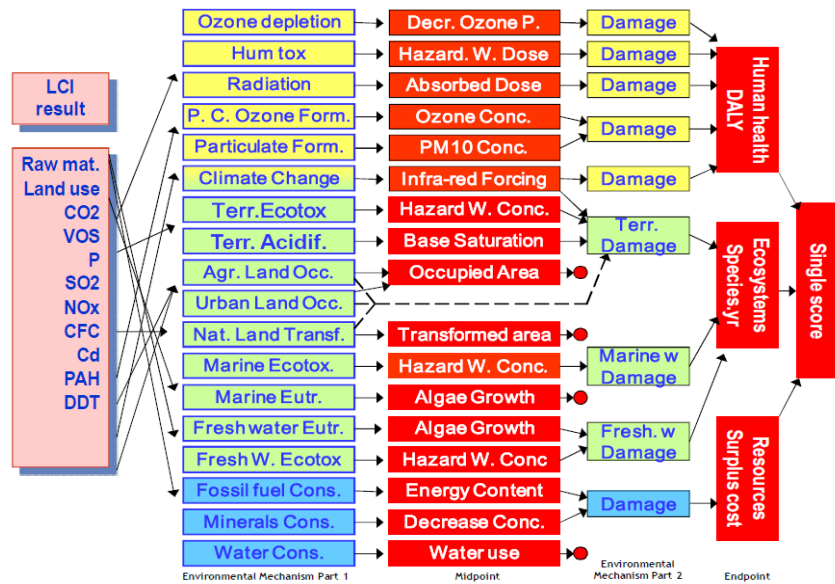 LCI
result
Raw mat.
Land use
CO2
VOS
P
SO2
NOx
CFC
Cd
PAH
DDT
Ozone depletion
Hum tox
Radiation
P. C. Ozone Form.
Particulate Form.
Climate Change
Terr.Ecotox
Terr. Acidif.
Agr. Land Occ.
Urban Land Occ.
Nat. Land Transf.
Marine Ecotox.
Marine Eutr.
Freshwater Eutr.
Fresh W. Ecotox
Fossil fuel Cons.
Minerals Cons.
Water Cons.
Environmental Mechanism Part 1
Decr. Ozone P.
Hazard. W. Dose
Absorbed Dose
Ozone Conc.
PM10 Conc.
Infra-red Forcing
Hazard W. Conc.
Base Saturation
Occupied Area
Transformed area
Hazard W. Conc.
Algae Growth
Algae Growth
Hazard W. Conc
Energy Content
Decrease Conc.
Water use
Midpoint
Damage
Damage
Damage
Damage
Damage
Terr.
Damage
Marine w
Damage
Fresh. w
Damage
Damage
Environmental
Mechanism Part 2
Human health
DALY
Ecosystems
Species.yr
Resources
Surplus cost
Endpoint
Single score